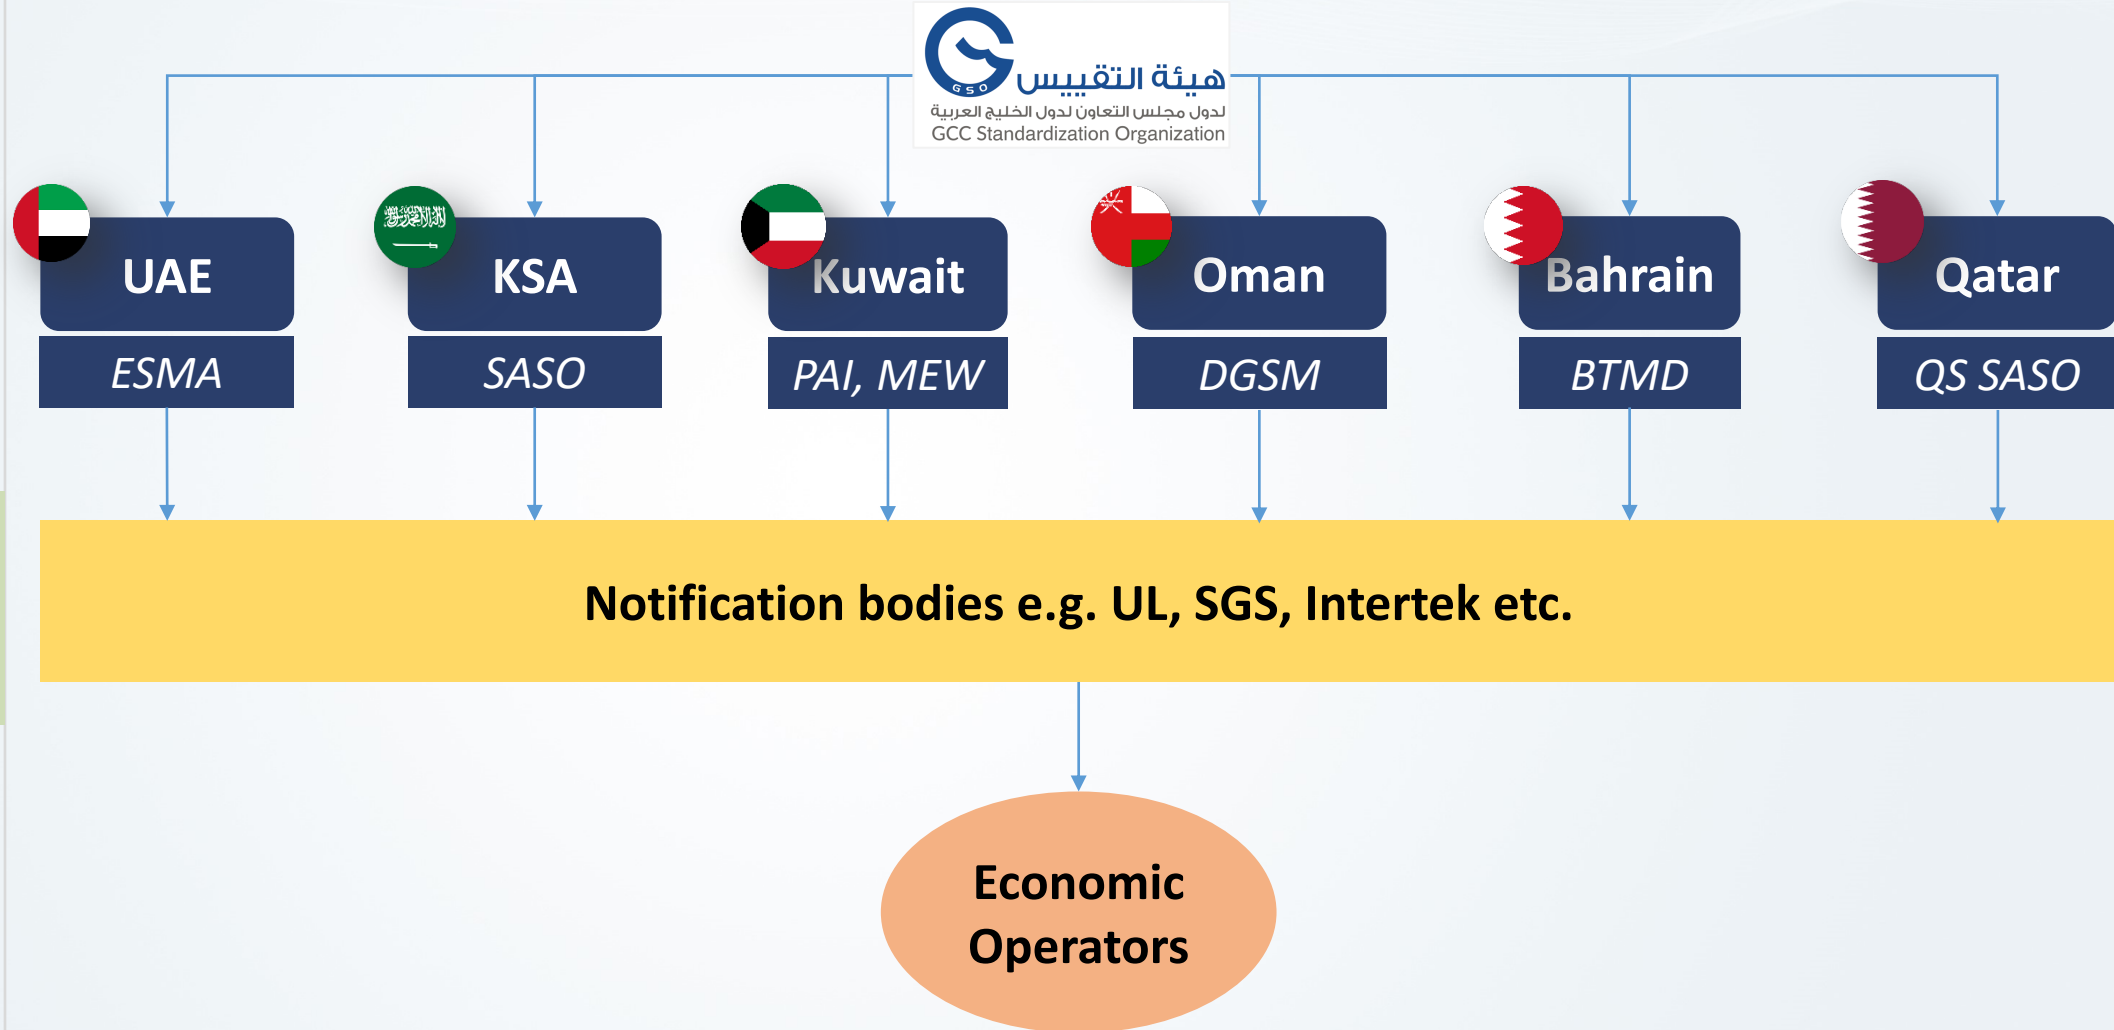 هيئة التقييس
GSO
لدول مجلس التعاون لدول الخليج العربية
GCC Standardization Organization
UAE
KSA
Kuwait
Oman
Bahrain
Qatar
ESMA
SASO
PAI, MEW
DGSM
BTMD
QS SASO
Notification bodies e.g. UL, SGS, Intertek etc.
Economic
Operators